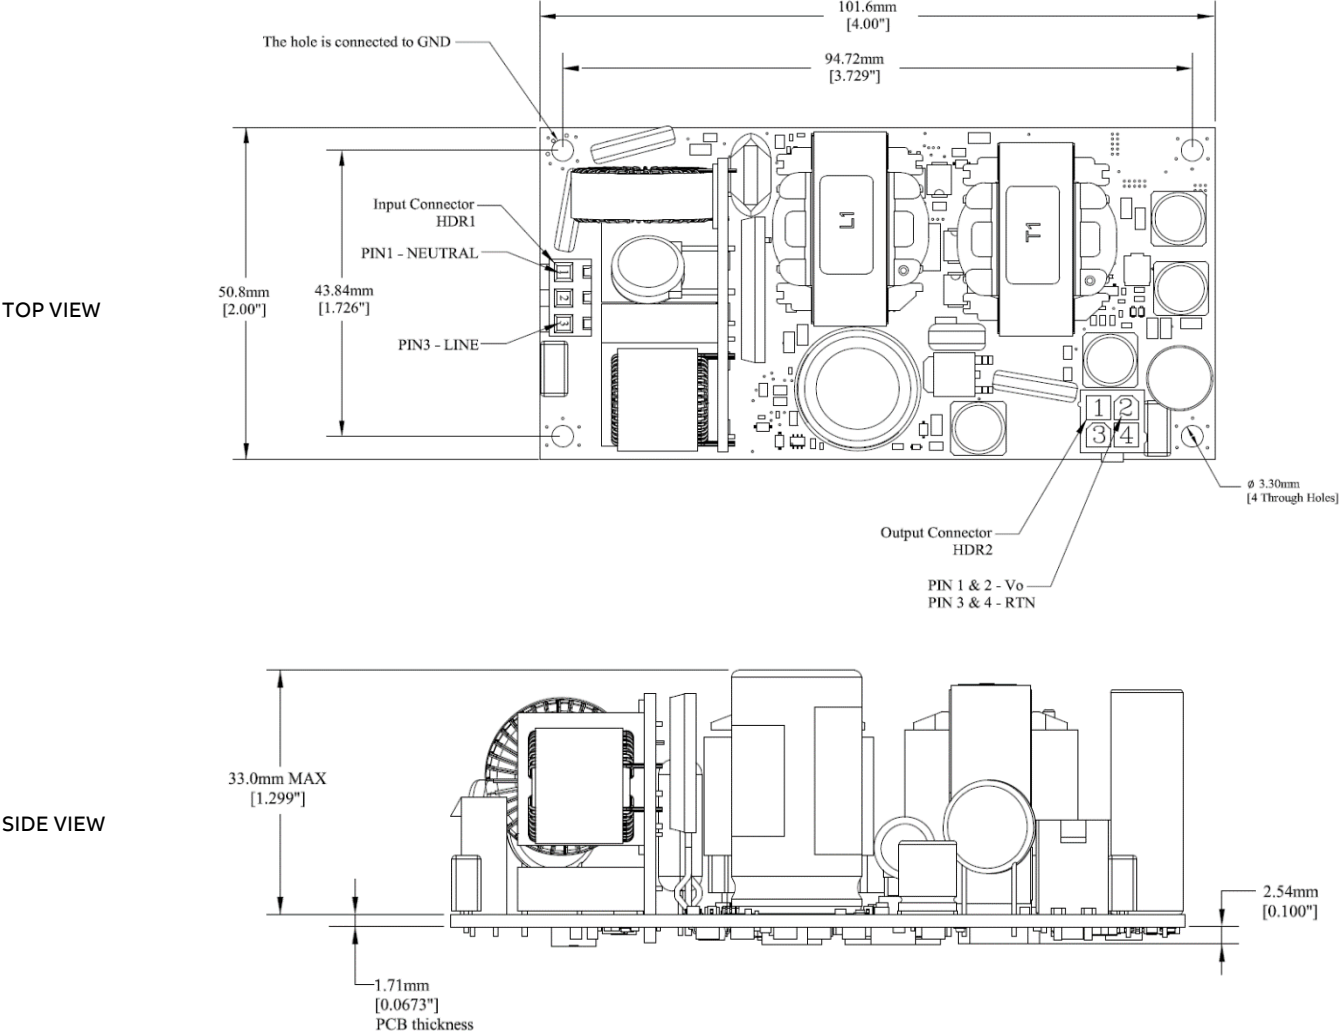 101.6mm
[4.00"]
The hole is connected to GND
94.72mm
[3.729"]
Input Connector
HDR1
PIN1 - NEUTRAL
L1
T1
1
2
3
TOP VIEW
50.8mm
[2.00"]
43.84mm
[1.726"]
PIN3 - LINE
1 2
3 4
ø 3.30mm
[4 Through Holes]
Output Connector
HDR2
PIN 1 & 2 - Vo
PIN 3 & 4 - RTN
33.0mm MAX
[1.299"]
SIDE VIEW
2.54mm
[0.100"]
1.71mm
[0.0673"]
PCB thickness